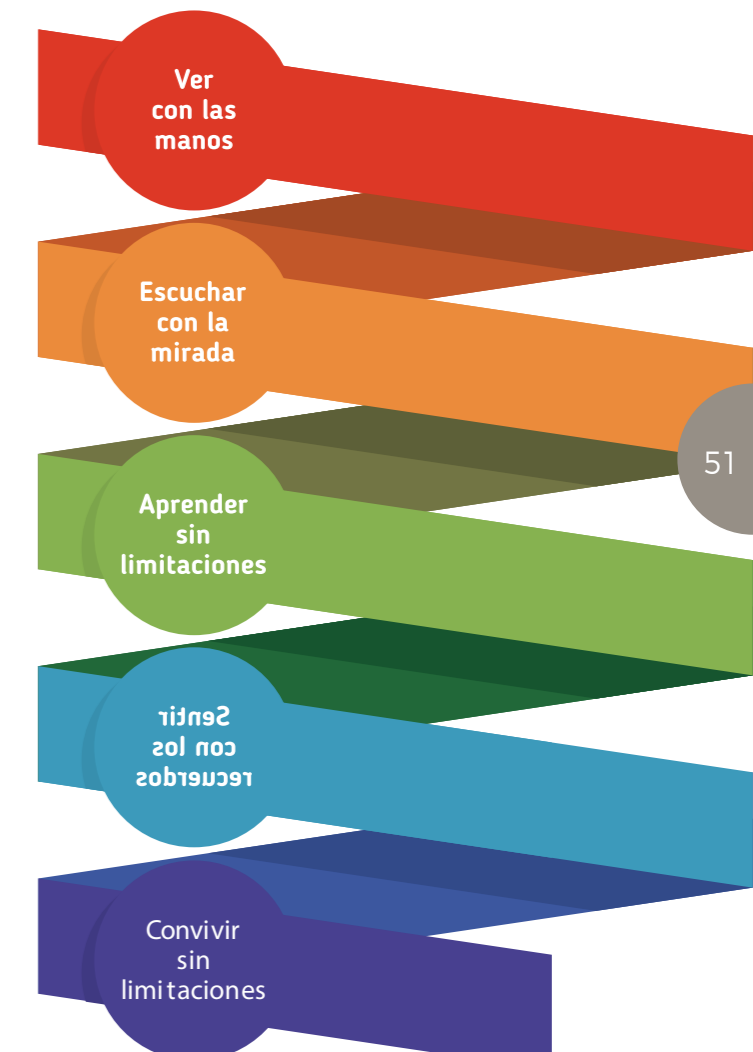 Ver
con las
manos
Escuchar
con la
mirada
51
Aprender
sin
limitaciones
Sentir
con los
recuerdos
Convivir
sin
limitaciones